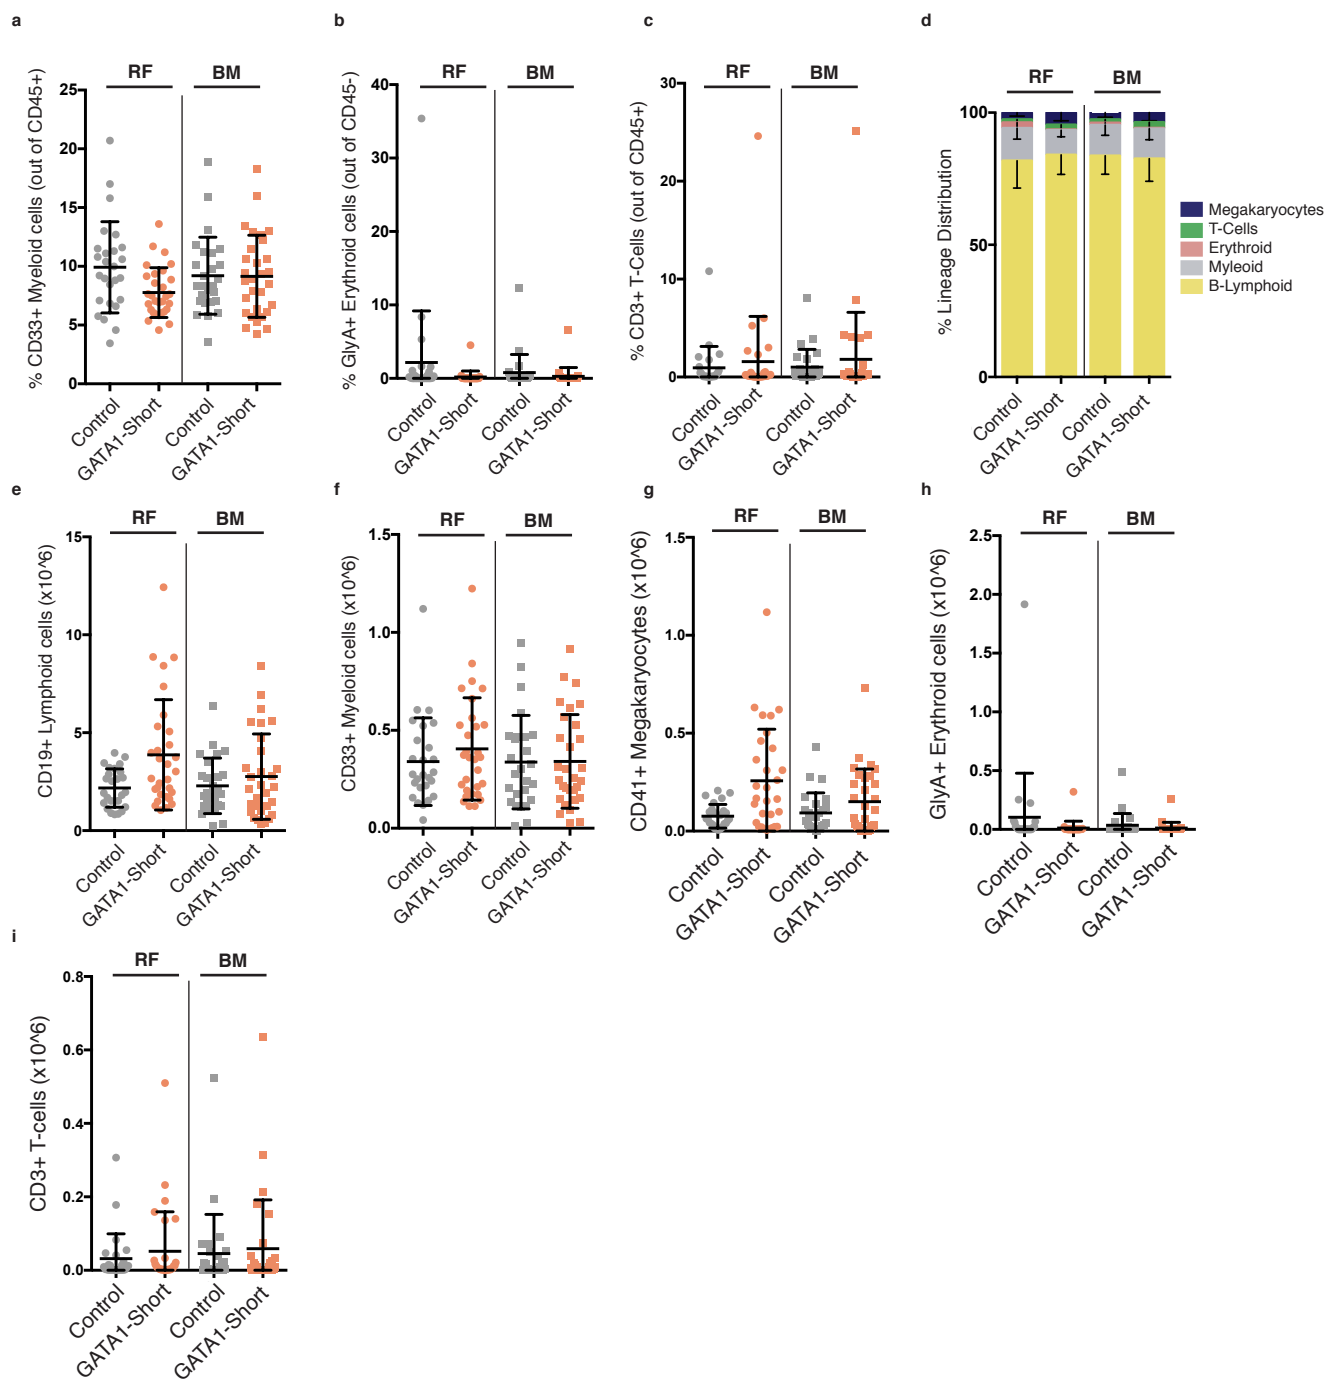 a
% CD33+ Myeloid cells (out of CD45+)
RF
BM
25
20
15
10
5
0
Control
GATA1-Short
Control
GATA1-Short
b
% GlyA+ Erythroid cells (out of CD45-)
RF
BM
40
30
20
10
0
Control
GATA1-Short
Control
GATA1-Short
c
% CD3+ T-Cells (out of CD45+)
RF
BM
30
20
10
0
Control
GATA1-Short
Control
GATA1-Short
d
% Lineage Distribution
RF
BM
100
50
0
Control
GATA1-Short
Control
GATA1-Short
Megakaryocytes
T-Cells
Erythroid
Myleoid
B-Lymphoid
e
CD19+ Lymphoid cells (x10^6)
RF
BM
15
10
5
0
Control
GATA1-Short
Control
GATA1-Short
f
CD33+ Myeloid cells (x10^6)
RF
BM
1.5
1.0
0.5
0.0
Control
GATA1-Short
Control
GATA1-Short
g
CD41+ Megakaryocytes (x10^6)
RF
BM
1.5
1.0
0.5
0.0
Control
GATA1-Short
Control
GATA1-Short
h
GlyA+ Erythroid cells (x10^6)
RF
BM
2.5
2.0
1.5
1.0
0.5
0.0
Control
GATA1-Short
Control
GATA1-Short
i
CD3+ T-cells (x10^6)
RF
BM
0.8
0.6
0.4
0.2
0.0
Control
GATA1-Short
Control
GATA1-Short